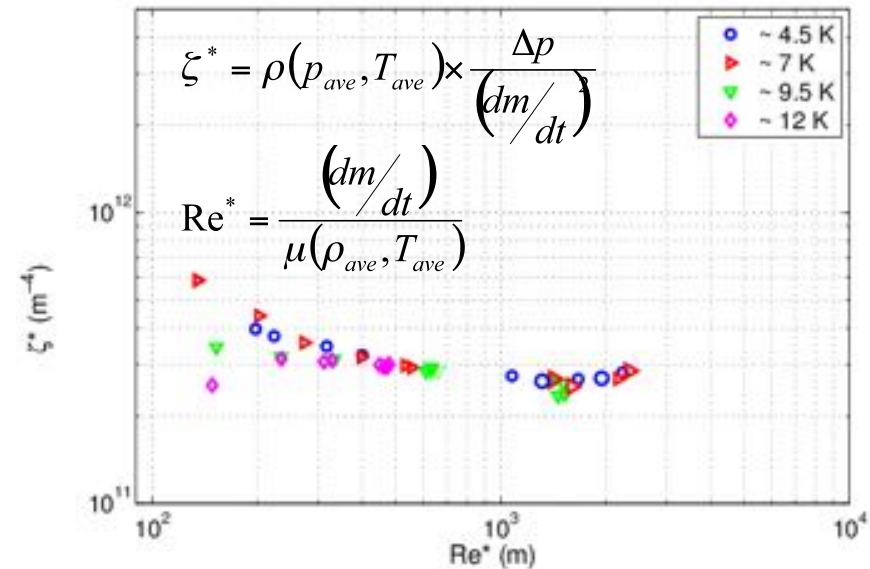 ζ* = ρ(p_ave, T_ave) × Δp / (dm/dt)²
Re* = (dm/dt) / μ(ρ_ave, T_ave)
~ 4.5 K
~ 7 K
~ 9.5 K
~ 12 K
ζ* (m⁻⁴)
10¹²
10¹¹
10² 10³ 10⁴
Re* (m)